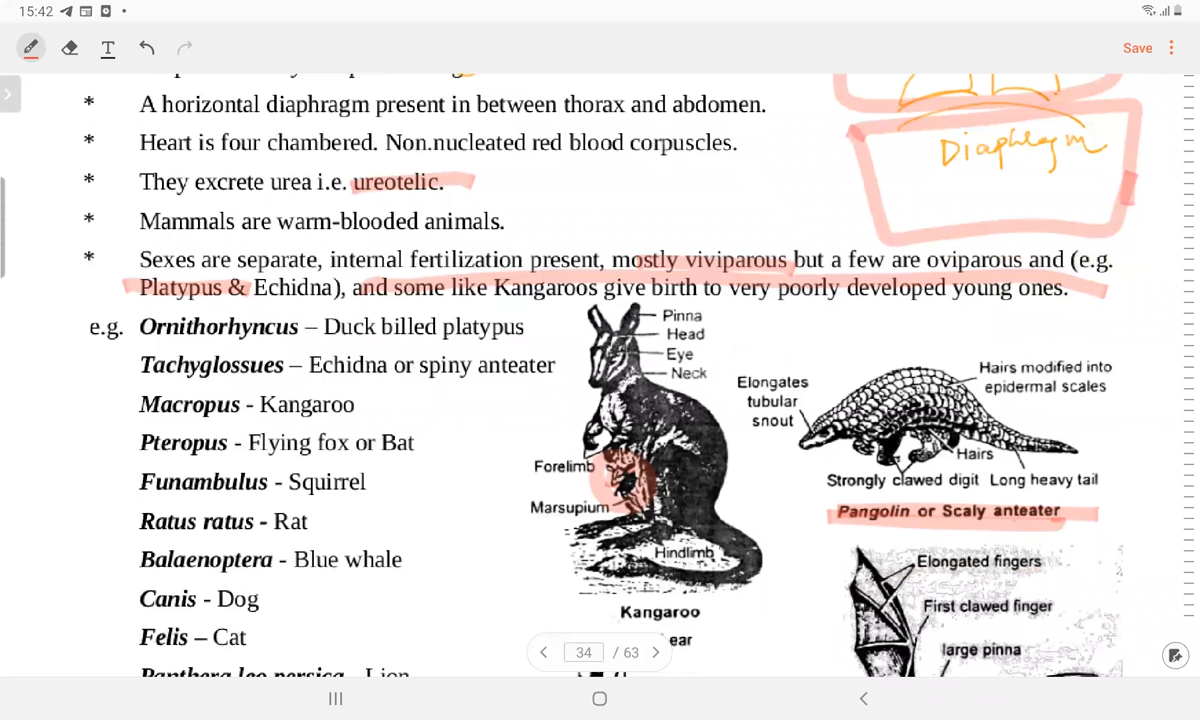 15:42
T
Save
* A horizontal diaphragm present in between thorax and abdomen.
* Heart is four chambered. Non.nucleated red blood corpuscles.
Diaphragm
* They excrete urea i.e. ureotelic.
* Mammals are warm-blooded animals.
* Sexes are separate, internal fertilization present, mostly viviparous but a few are oviparous and (e.g.
Platypus & Echidna), and some like Kangaroos give birth to very poorly developed young ones.
e.g. Ornithorhyncus – Duck billed platypus
Tachyglossues – Echidna or spiny anteater
Macropus - Kangaroo
Pteropus - Flying fox or Bat
Funambulus - Squirrel
Ratus ratus - Rat
Balaenoptera - Blue whale
Canis - Dog
Felis – Cat
Panthera leo persica - Lion
Pinna
Head
Eye
Neck
Forelimb
Marsupium
Hindlimb
Kangaroo
Elongates
tubular
snout
Hairs modified into
epidermal scales
Hairs
Strongly clawed digit Long heavy tail
Pangolin or Scaly anteater
Elongated fingers
First clawed finger
large pinna
ear
34 / 63